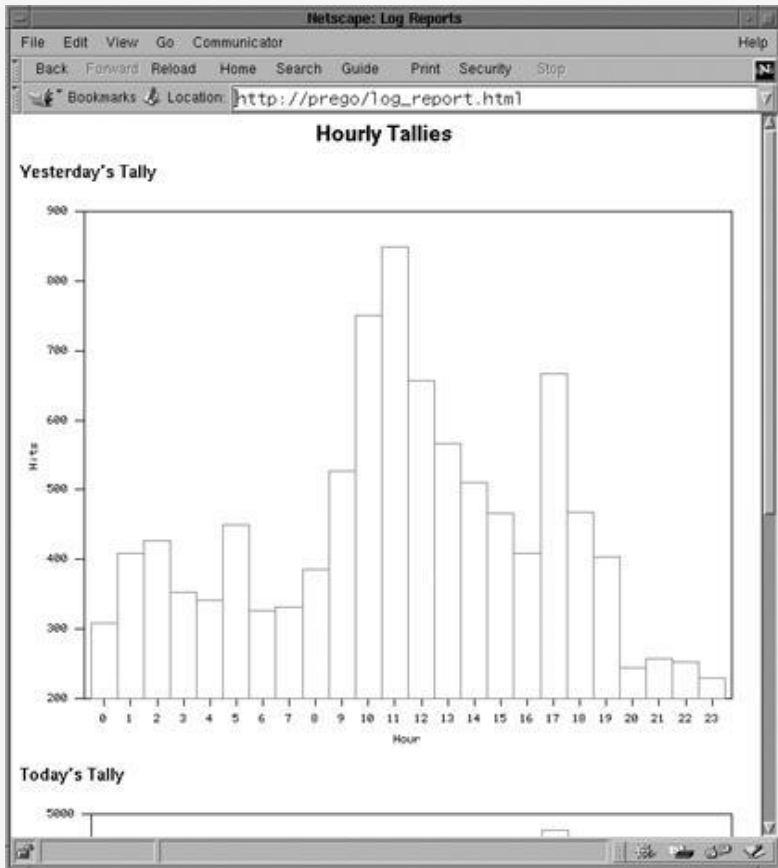 Netscape: Log Reports
File Edit View Go Communicator Help
Back Forward Reload Home Search Guide Print Security Stop
N
Bookmarks Location: http://prego/log_report.html
Hourly Tallies
Yesterday's Tally
900
800
700
600
Hits
500
400
300
200
0 1 2 3 4 5 6 7 8 9 10 11 12 13 14 15 16 17 18 19 20 21 22 23
Hour
Today's Tally
5000